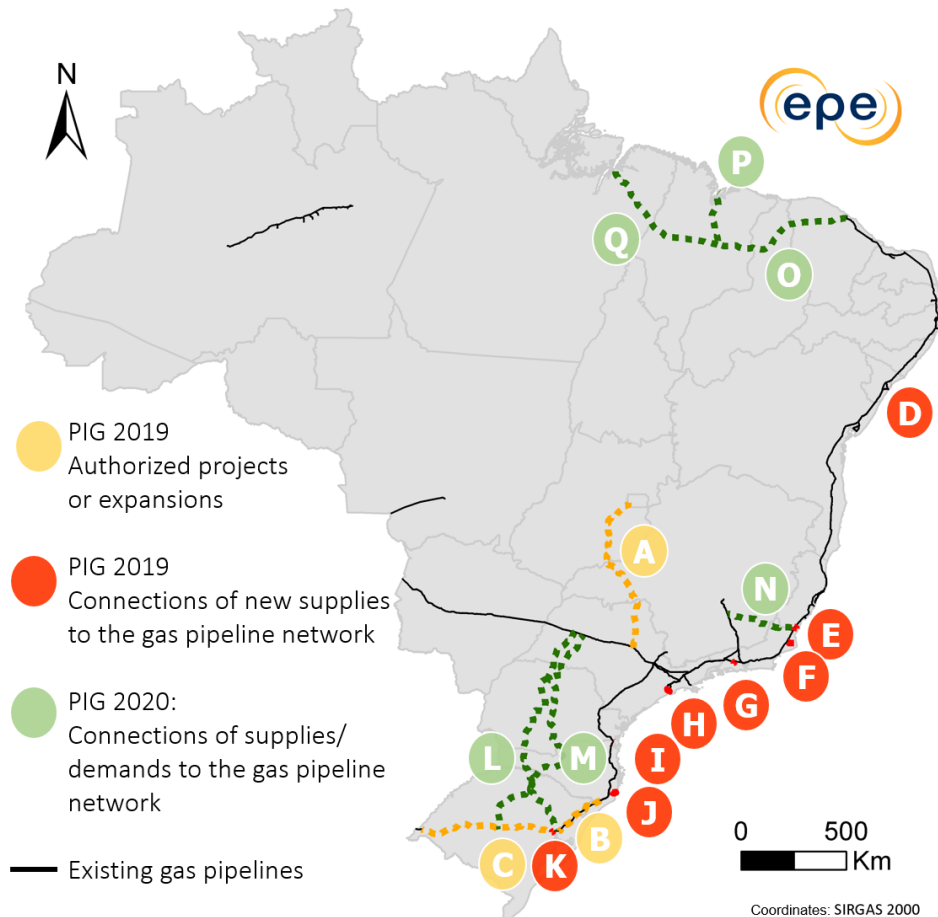 N
epe
P
Q
O
D
PIG 2019
Authorized projects
or expansions
A
PIG 2019
Connections of new supplies
to the gas pipeline network
N
E
F
G
H
PIG 2020:
Connections of supplies/
demands to the gas pipeline
network
L
M
I
J
B
C
K
0 500
Km
Existing gas pipelines
Coordinates: SIRGAS 2000